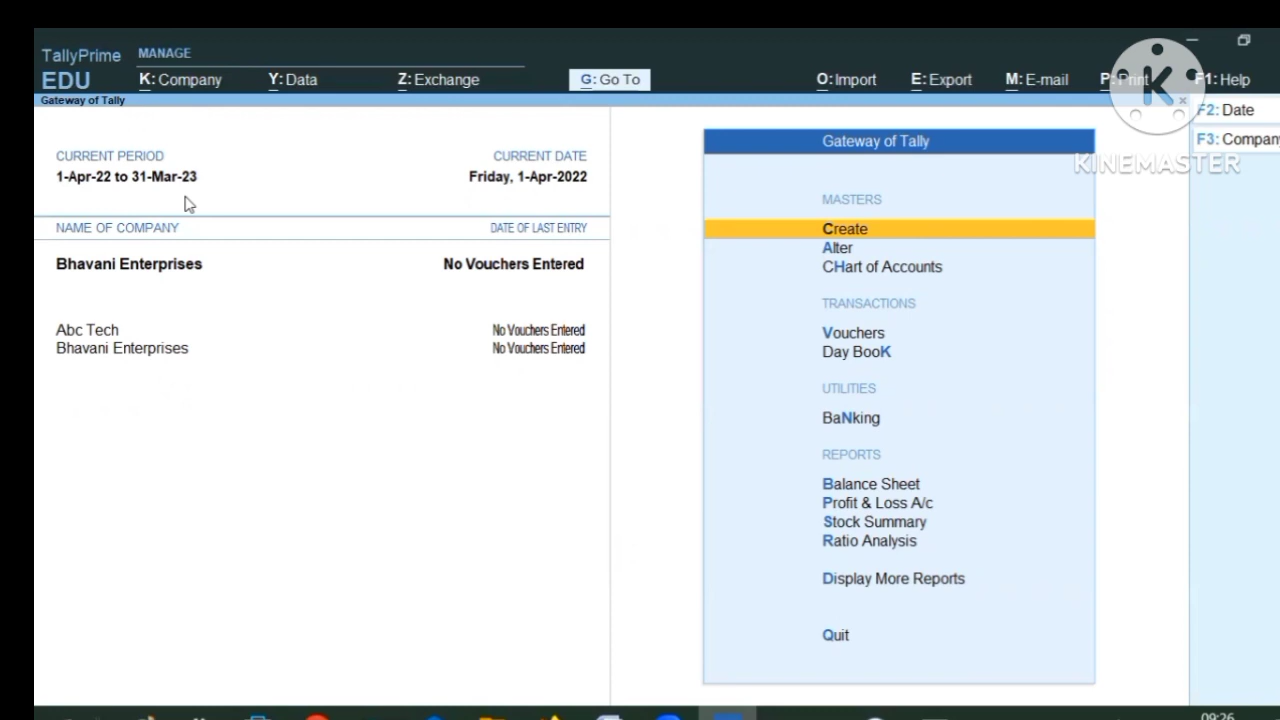 TallyPrime
EDU
MANAGE
K: Company
Y: Data
Z: Exchange
G: Go To
O: Import
E: Export
M: E-mail
P: Print
F1: Help
Gateway of Tally
F2: Date
F3: Company
CURRENT PERIOD
CURRENT DATE
1-Apr-22 to 31-Mar-23
Friday, 1-Apr-2022
NAME OF COMPANY
DATE OF LAST ENTRY
Bhavani Enterprises
No Vouchers Entered
Abc Tech
No Vouchers Entered
Bhavani Enterprises
No Vouchers Entered
Gateway of Tally
MASTERS
Create
Alter
CHart of Accounts
TRANSACTIONS
Vouchers
Day BooK
UTILITIES
BaNking
REPORTS
Balance Sheet
Profit & Loss A/c
Stock Summary
Ratio Analysis
Display More Reports
Quit
K
KINEMASTER
09:26